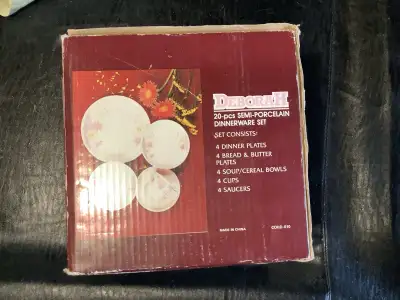 DEBORAH
20-pcs SEMI-PORCELAIN
DINNERWARE SET
SET CONSISTS:
4 DINNER PLATES
4 BREAD & BUTTER
PLATES
4 SOUP/CEREAL BOWLS
4 CUPS
4 SAUCERS
MADE IN CHINA